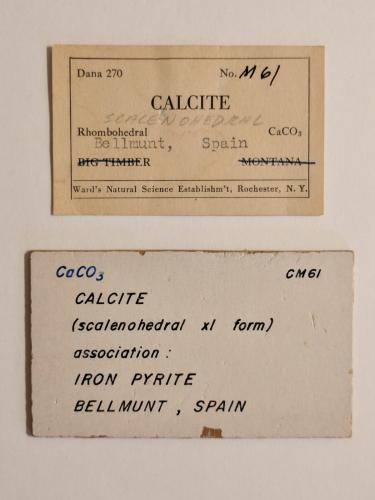 Dana 270 No. M61
CALCITE
SCALENOHEDRAL
Rhombohedral CaCO₃
Bellmunt, Spain
BIG TIMBER MONTANA
Ward's Natural Science Establishm't, Rochester, N. Y.
CaCO₃ CM61
CALCITE
(scalenohedral xl form)
association :
IRON PYRITE
BELLMUNT , SPAIN